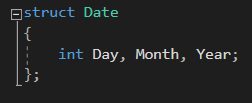 struct Date
{
    int Day, Month, Year;
};